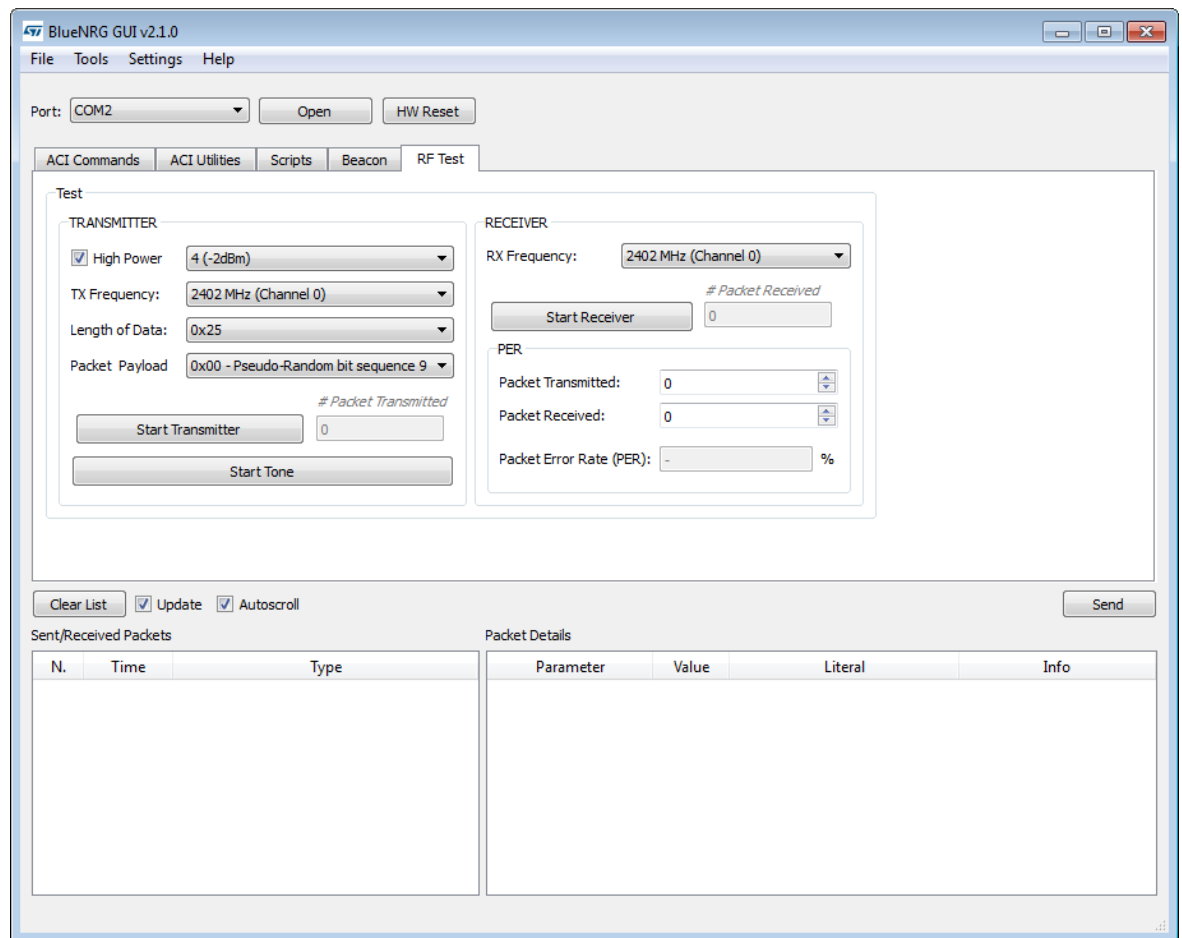 BlueNRG GUI v2.1.0
File Tools Settings Help
Port: COM2 Open HW Reset
ACI Commands ACI Utilities Scripts Beacon RF Test
Test
TRANSMITTER
High Power 4 (-2dBm)
TX Frequency: 2402 MHz (Channel 0)
Length of Data: 0x25
Packet Payload 0x00 - Pseudo-Random bit sequence 9
# Packet Transmitted
Start Transmitter 0
Start Tone
RECEIVER
RX Frequency: 2402 MHz (Channel 0)
# Packet Received
Start Receiver 0
PER
Packet Transmitted: 0
Packet Received: 0
Packet Error Rate (PER): - %
Clear List Update Autoscroll Send
Sent/Received Packets Packet Details
N. Time Type Parameter Value Literal Info